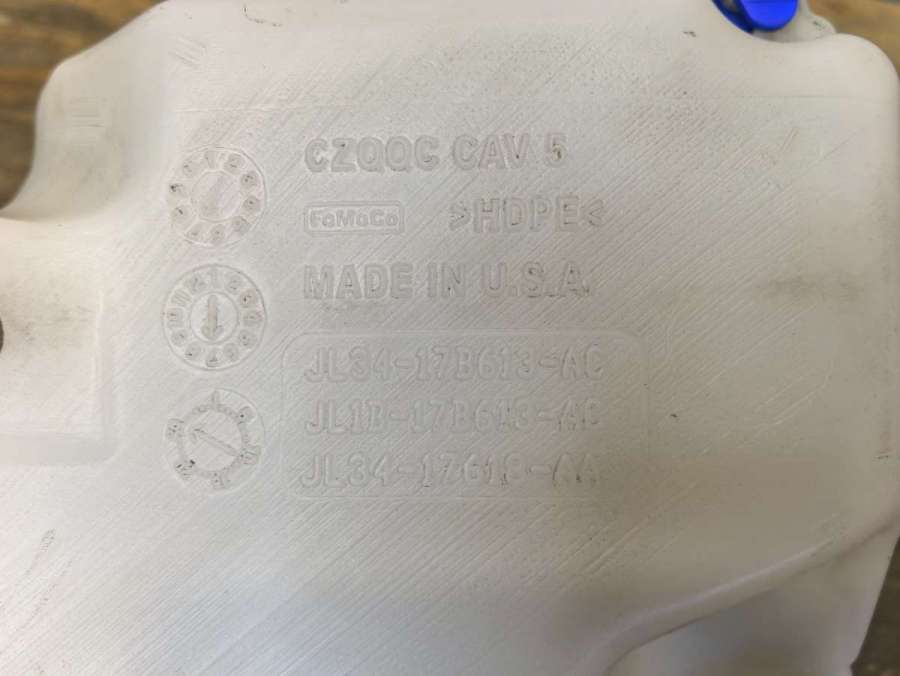 CZQQC CAV 5
FoMoCo >HDPE<
MADE IN U.S.A.
JL34-17B613-AC
JL1B-17B613-AC
JL34-17618-AA